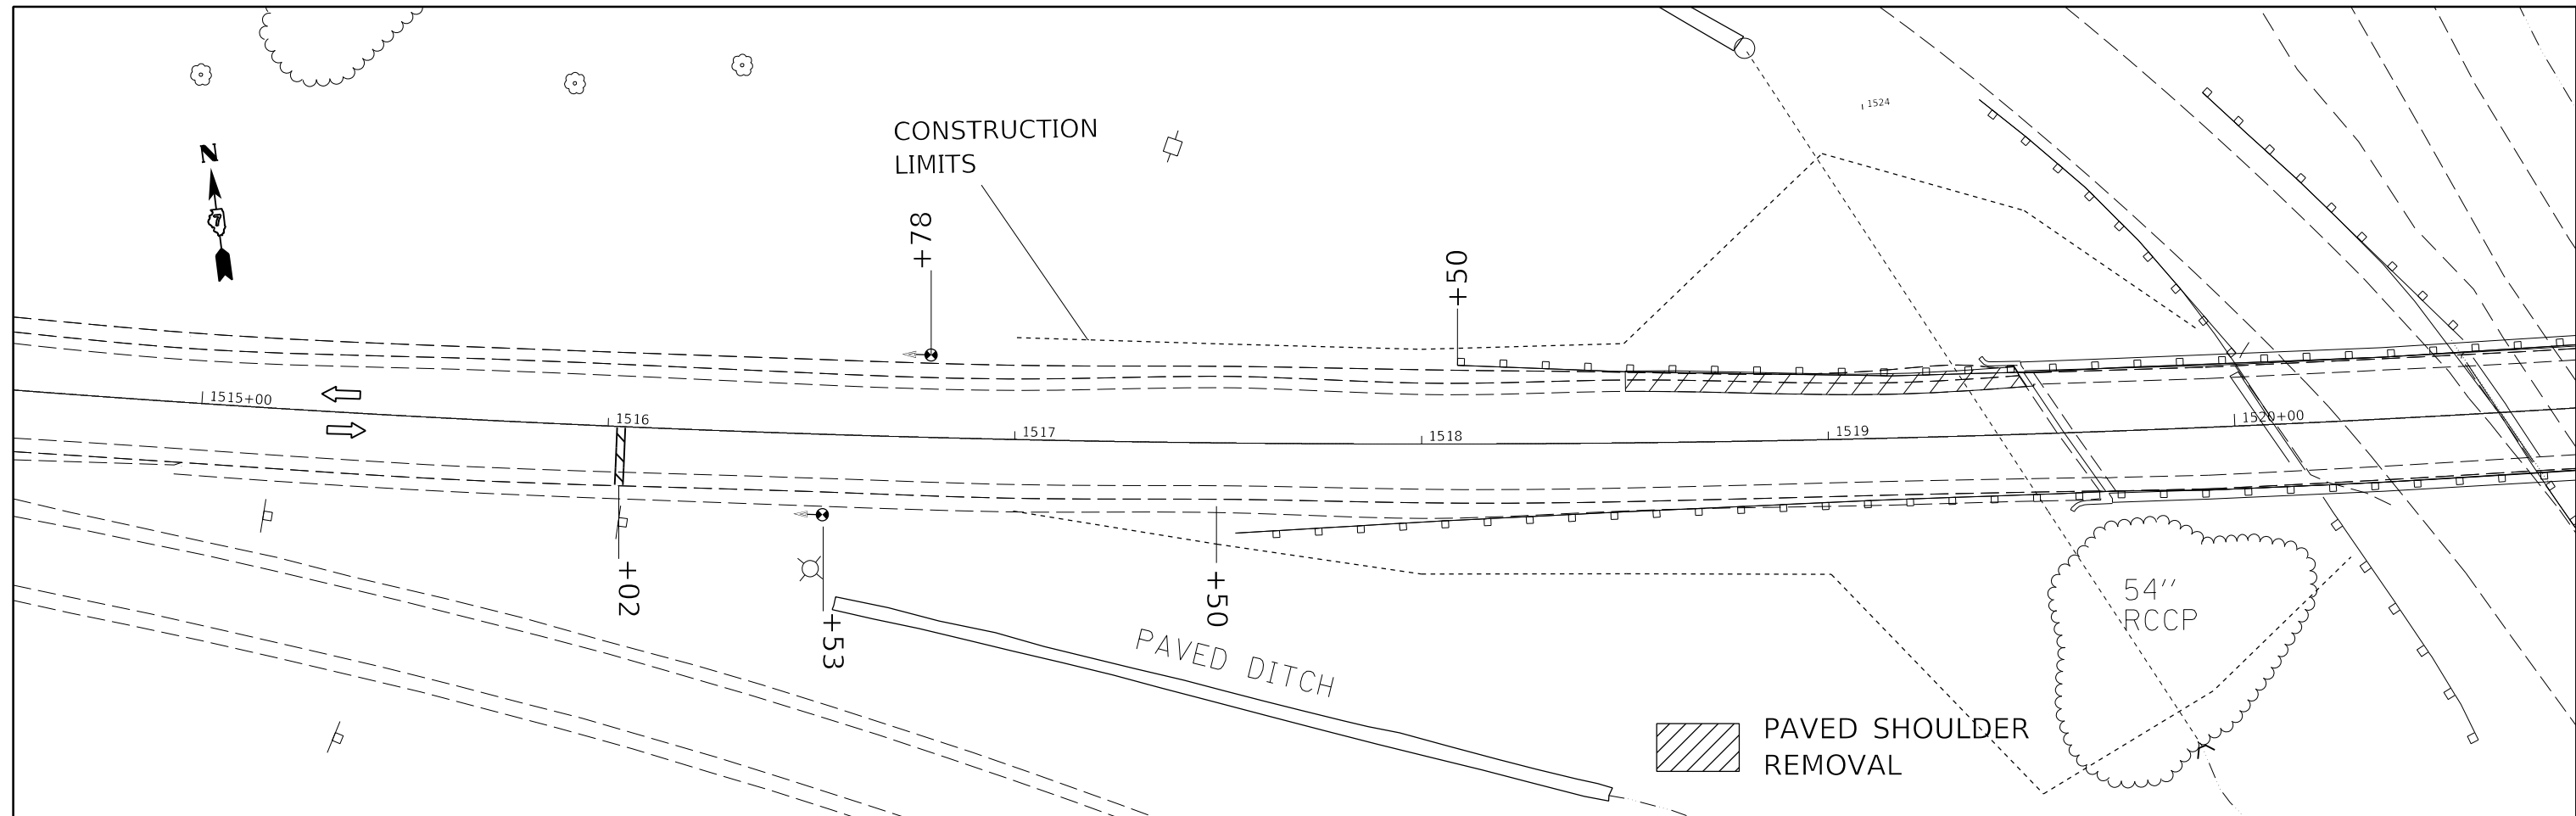 1524
CONSTRUCTION
LIMITS
N
7
+78
+50
1515+00
1516
1517
1518
1519
1520+00
+02
+53
+50
54''
RCCP
PAVED DITCH
PAVED SHOULDER
REMOVAL